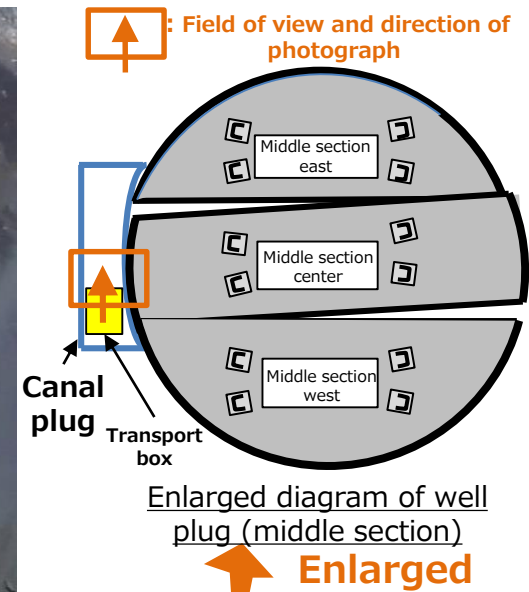 : Field of view and direction of
photograph
Middle section
east
Middle section
center
Middle section
west
Canal
plug
Transport
box
Enlarged diagram of well
plug (middle section)
Enlarged